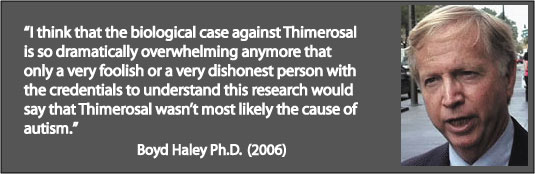 “I think that the biological case against Thimerosal
is so dramatically overwhelming anymore that
only a very foolish or a very dishonest person with
the credentials to understand this research would
say that Thimerosal wasn’t most likely the cause of
autism.”
Boyd Haley Ph.D. (2006)